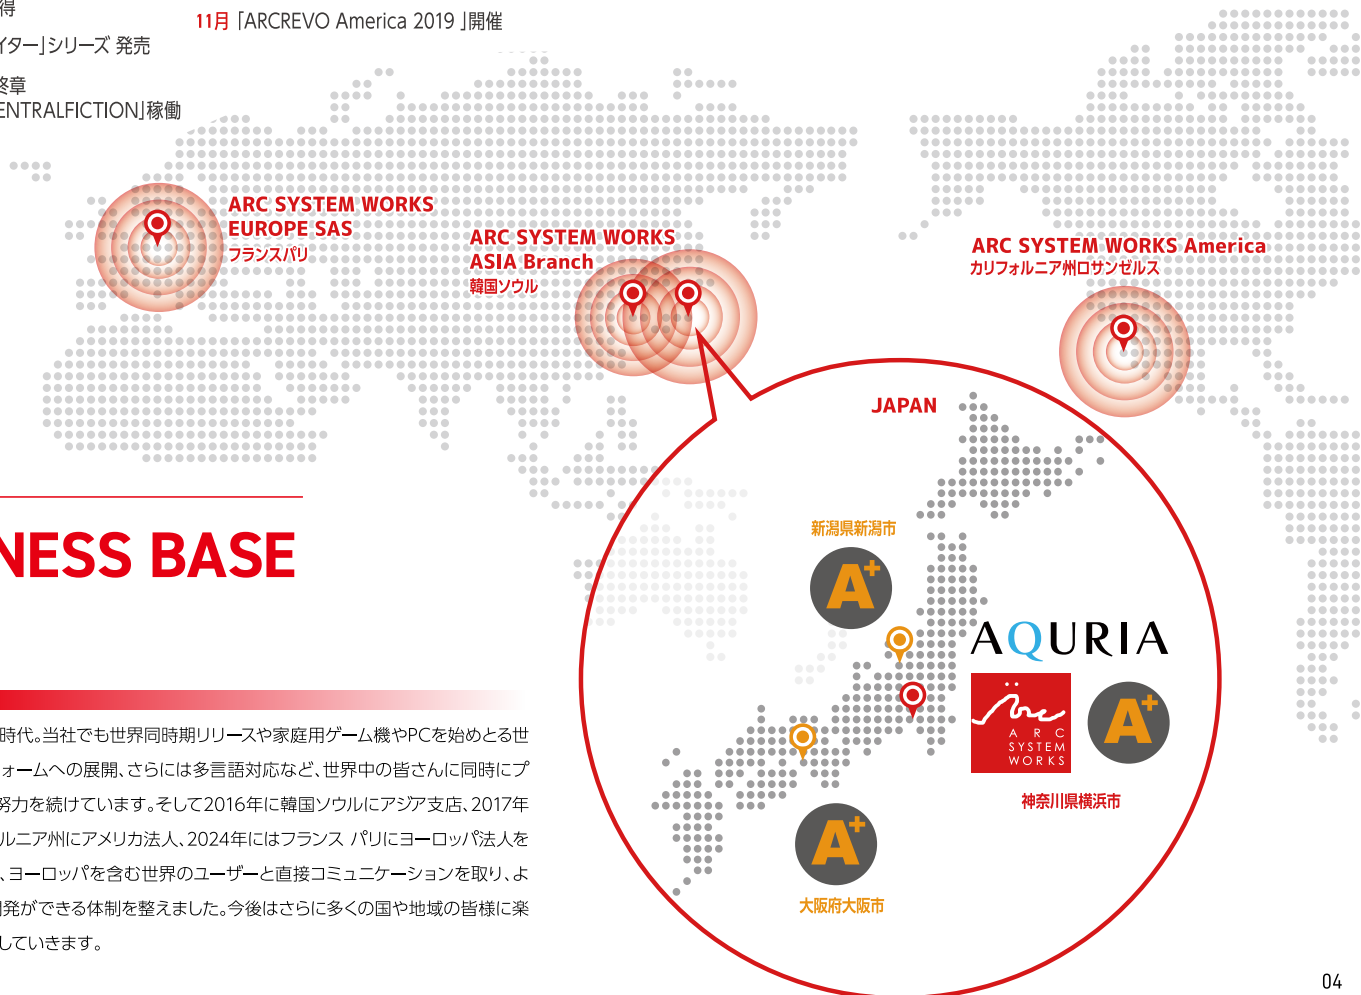 得
イター」シリーズ 発売
終章
ENTRALFICTION」稼働
11月「ARCREVO America 2019 」開催
ARC SYSTEM WORKS
EUROPE SAS
フランスパリ
ARC SYSTEM WORKS
ASIA Branch
韓国ソウル
ARC SYSTEM WORKS America
カリフォルニア州ロサンゼルス
JAPAN
新潟県新潟市
A+
AQURIA
Arc
ARC
SYSTEM
WORKS
A+
神奈川県横浜市
A+
大阪府大阪市
NESS BASE
時代。当社でも世界同時期リリースや家庭用ゲーム機やPCを始めとる世
ォームへの展開、さらには多言語対応など、世界中の皆さんに同時にプ
努力を続けています。そして2016年に韓国ソウルにアジア支店、2017年
ルニア州にアメリカ法人、2024年にはフランス パリにヨーロッパ法人を
、ヨーロッパを含む世界のユーザーと直接コミュニケーションを取り、よ
開発ができる体制を整えました。今後はさらに多くの国や地域の皆様に楽
していきます。
04